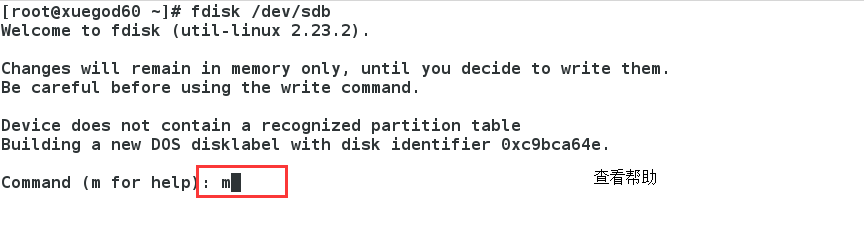 [root@xuegod60 ~]# fdisk /dev/sdb
Welcome to fdisk (util-linux 2.23.2).
Changes will remain in memory only, until you decide to write them.
Be careful before using the write command.
Device does not contain a recognized partition table
Building a new DOS disklabel with disk identifier 0xc9bca64e.
Command (m for help): m
查看帮助